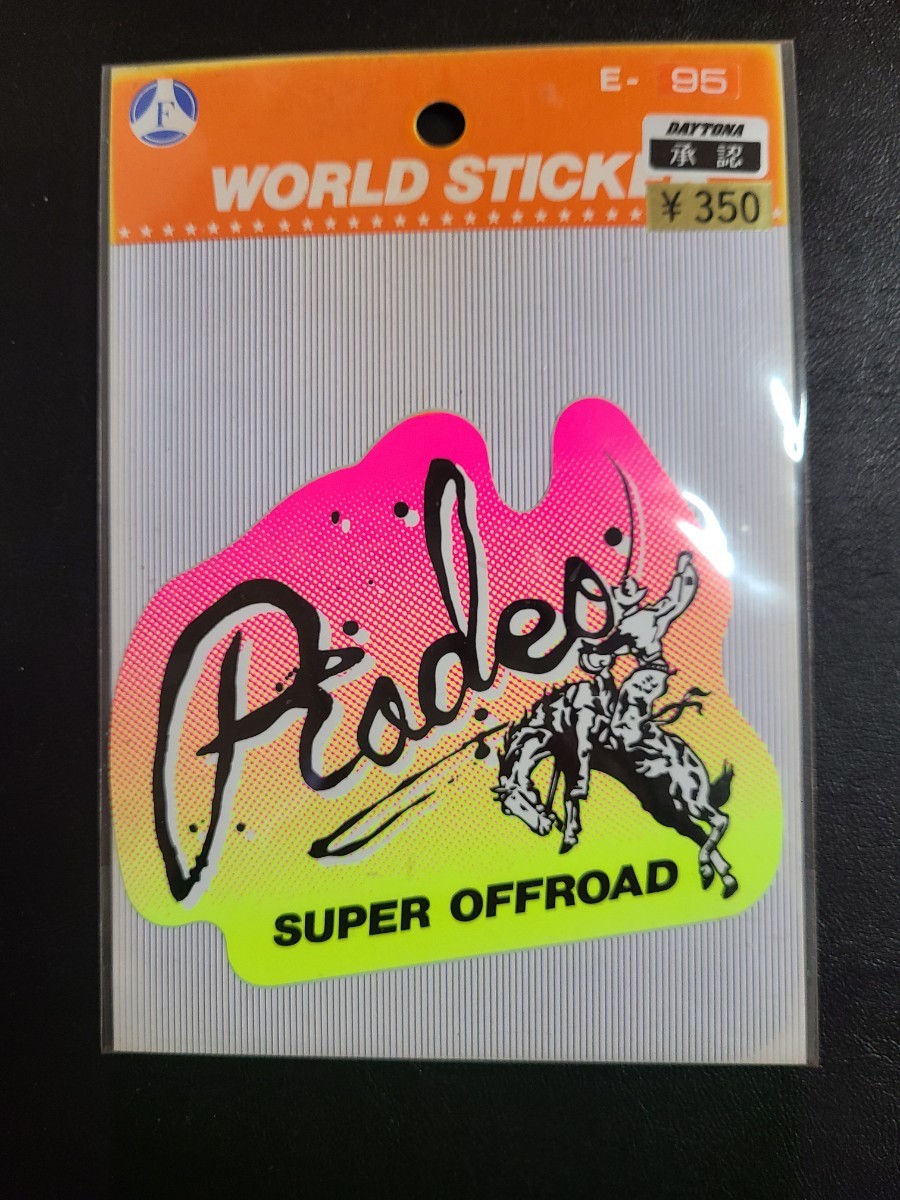 F
E- 95
DAYTONA
承認
WORLD STICKE
¥350
Rodeo
SUPER OFFROAD